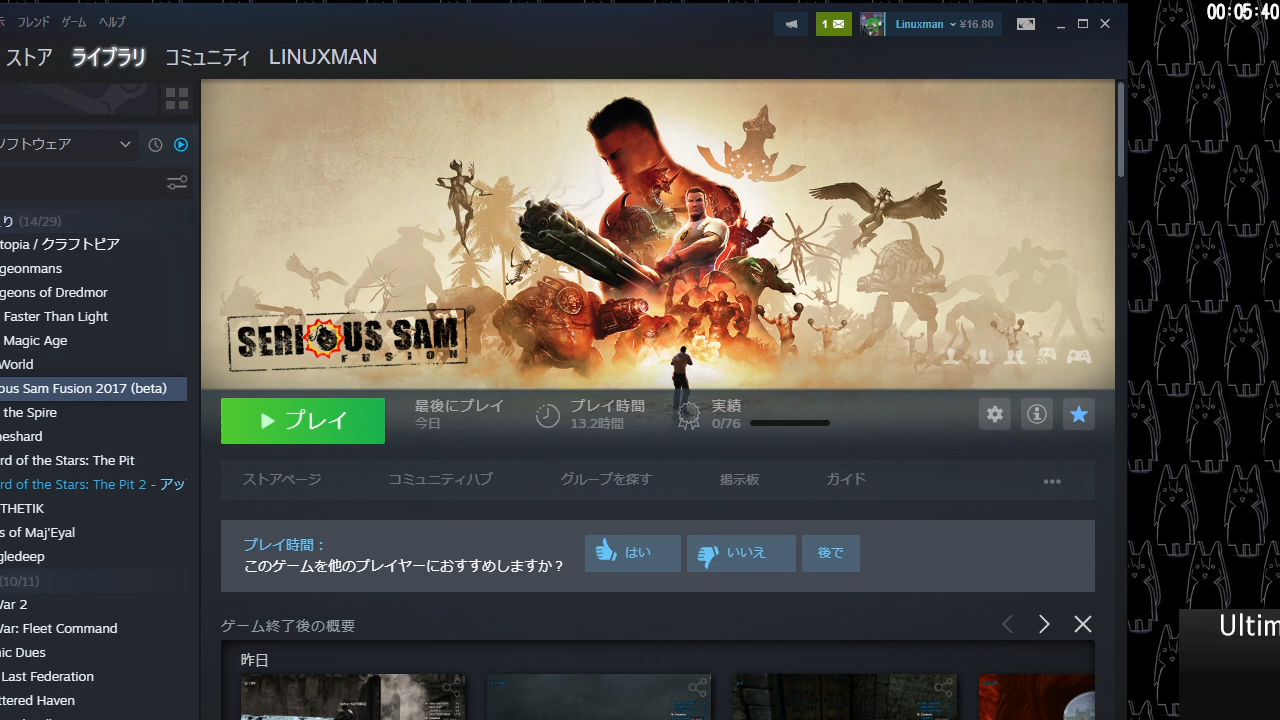 フレンド ゲーム ヘルプ
1
Linuxman ¥16.80
00:05:40
ストア ライブラリ コミュニティ LINUXMAN
フトウェア
り (14/29)
topia / クラフトピア
geonmans
geons of Dredmor
Faster Than Light
Magic Age
World
ous Sam Fusion 2017 (beta)
the Spire
neshard
rd of the Stars: The Pit
rd of the Stars: The Pit 2 - アッ
THETIK
s of Maj'Eyal
gledeep
(10/11)
War 2
War: Fleet Command
nic Dues
Last Federation
ttered Haven
SERIOUS SAM
FUSION
プレイ
最後にプレイ
今日
プレイ時間
13.2時間
実績
0/76
ストアページ コミュニティハブ グループを探す 掲示板 ガイド
プレイ時間：
このゲームを他のプレイヤーにおすすめしますか？
はい いいえ 後で
ゲーム終了後の概要
昨日
Ultim